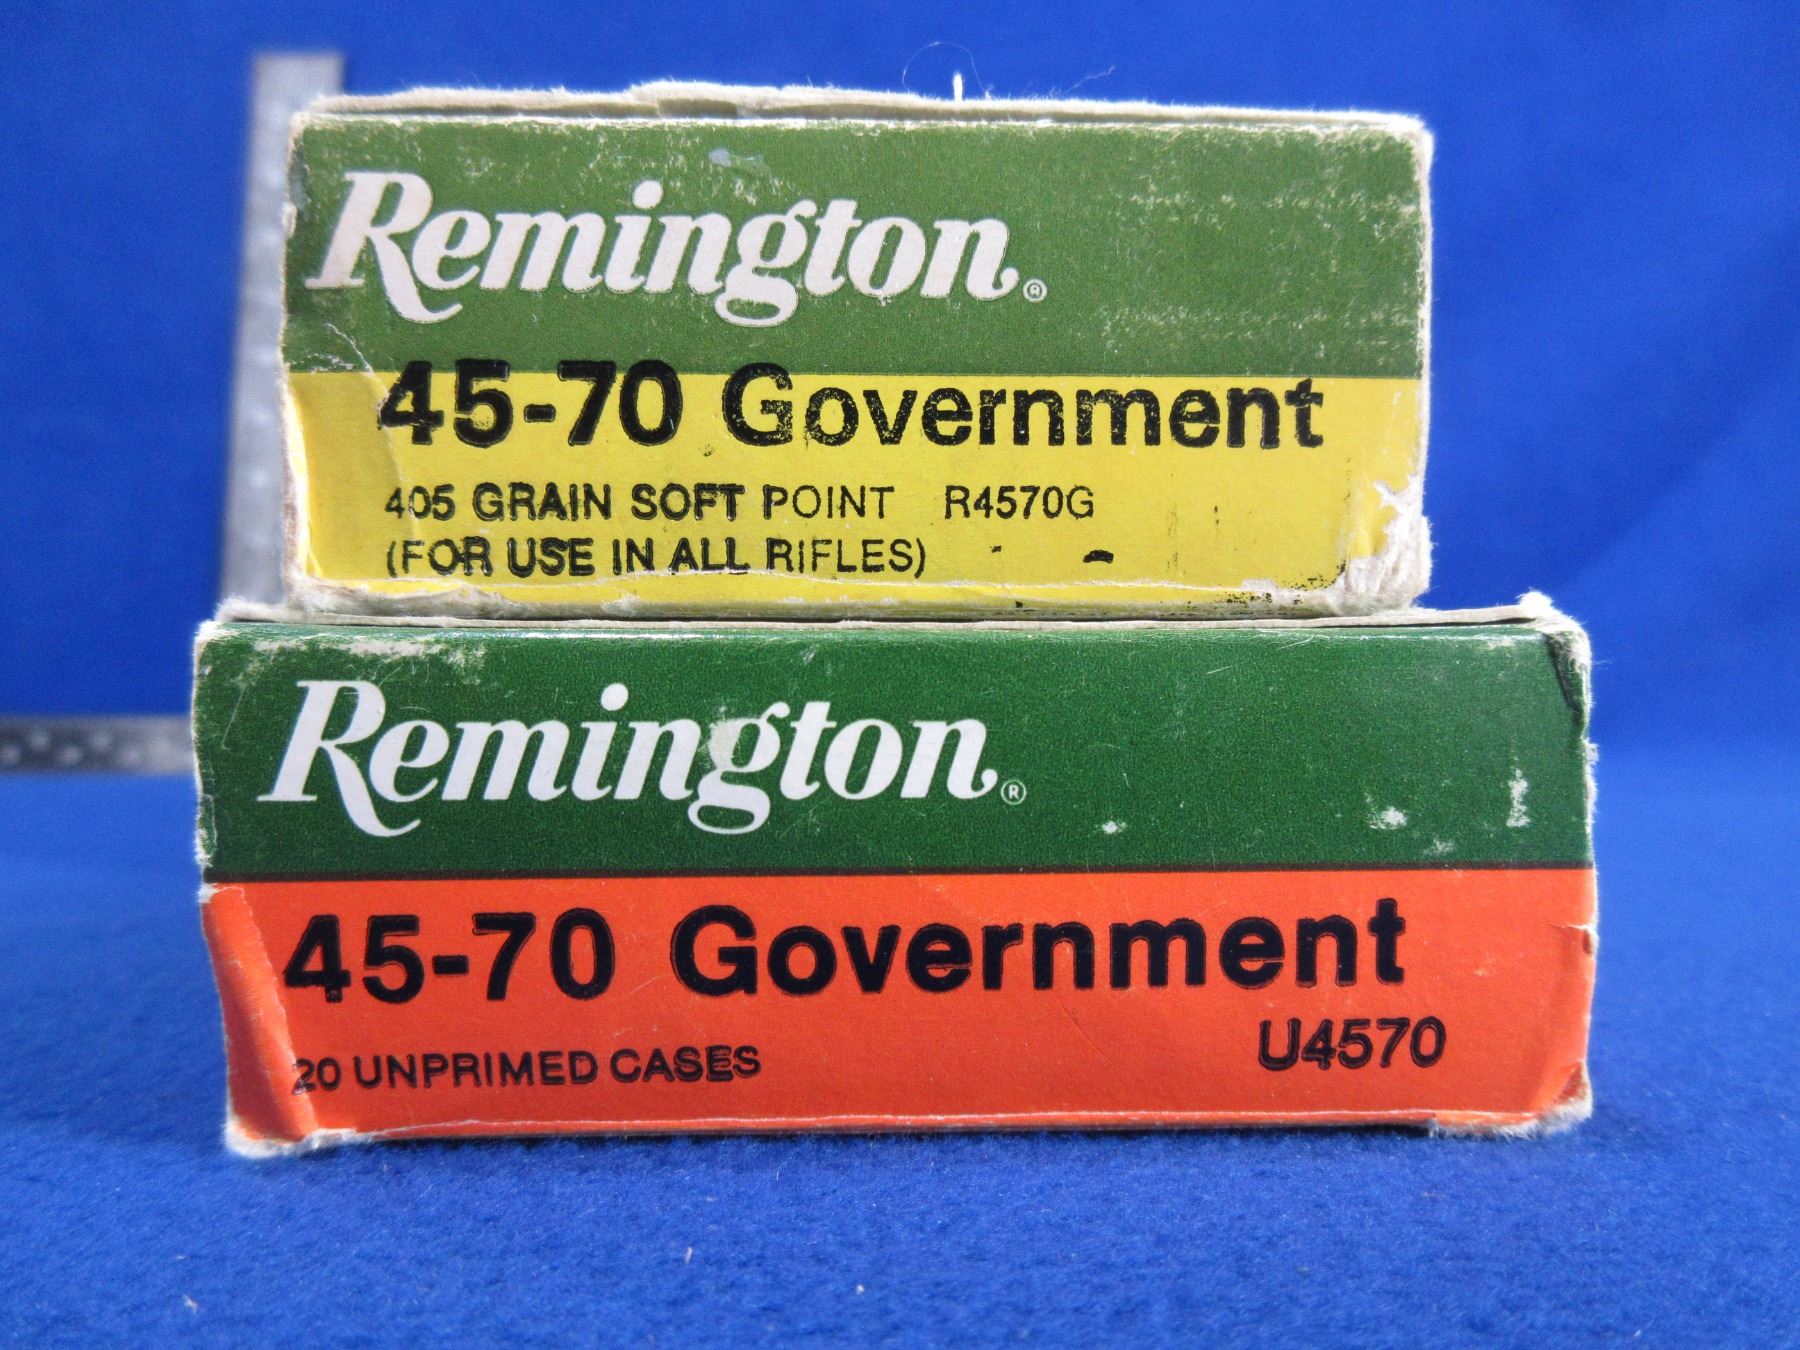 Remington®
45-70 Government
405 GRAIN SOFT POINT R4570G
(FOR USE IN ALL RIFLES)
Remington®
45-70 Government
20 UNPRIMED CASES U4570